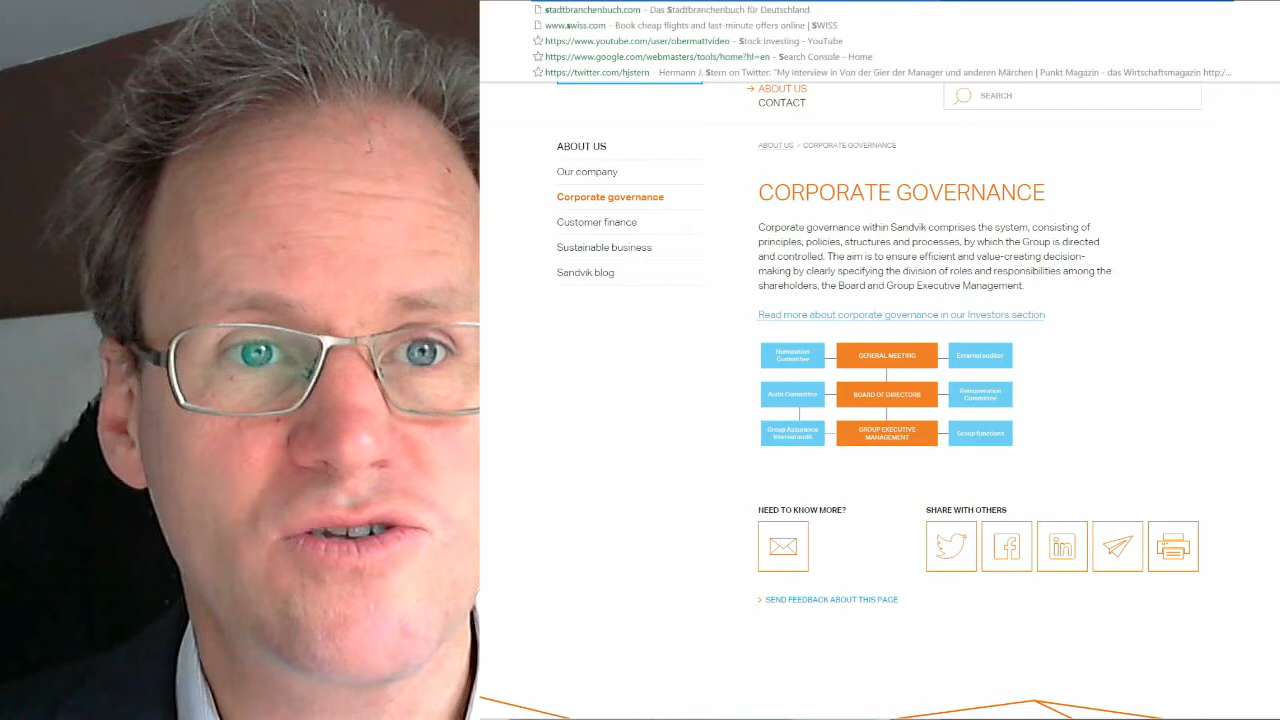 stadtbranchenbuch.com - Das Stadtbranchenbuch für Deutschland
www.swiss.com - Book cheap flights and last-minute offers online | SWISS
https://www.youtube.com/user/obermattvideo - Stock Investing - YouTube
https://www.google.com/webmasters/tools/home?hl=en - Search Console - Home
https://twitter.com/hjstern - Hermann J. Stern on Twitter: "My interview in Von der Gier der Manager und anderen Märchen | Punkt Magazin - das Wirtschaftsmagazin http:/...
→ ABOUT US
CONTACT
SEARCH
ABOUT US
Our company
Corporate governance
Customer finance
Sustainable business
Sandvik blog
ABOUT US > CORPORATE GOVERNANCE
CORPORATE GOVERNANCE
Corporate governance within Sandvik comprises the system, consisting of
principles, policies, structures and processes, by which the Group is directed
and controlled. The aim is to ensure efficient and value-creating decision-
making by clearly specifying the division of roles and responsibilities among the
shareholders, the Board and Group Executive Management.
Read more about corporate governance in our Investors section
Nomination
Committee
GENERAL MEETING
External auditor
Audit Committee
BOARD OF DIRECTORS
Remuneration
Committee
Group Assurance
Internal audit
GROUP EXECUTIVE
MANAGEMENT
Group functions
NEED TO KNOW MORE?
SHARE WITH OTHERS
> SEND FEEDBACK ABOUT THIS PAGE